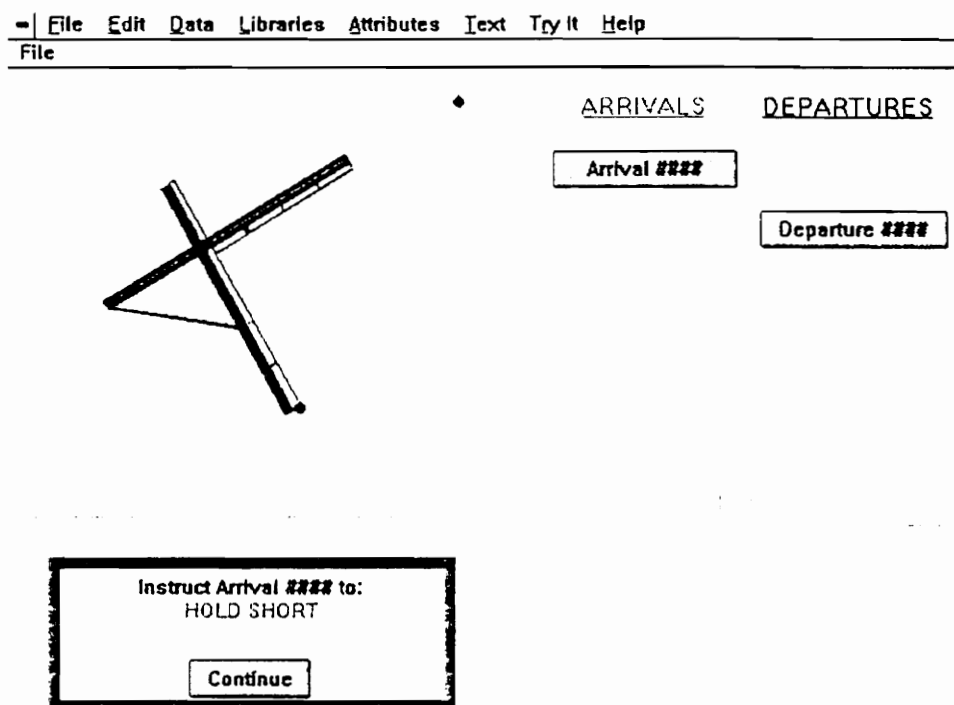 File Edit Data Libraries Attributes Text Try It Help
File
ARRIVALS DEPARTURES
Arrival ####
Departure ####
Instruct Arrival #### to:
HOLD SHORT
Continue